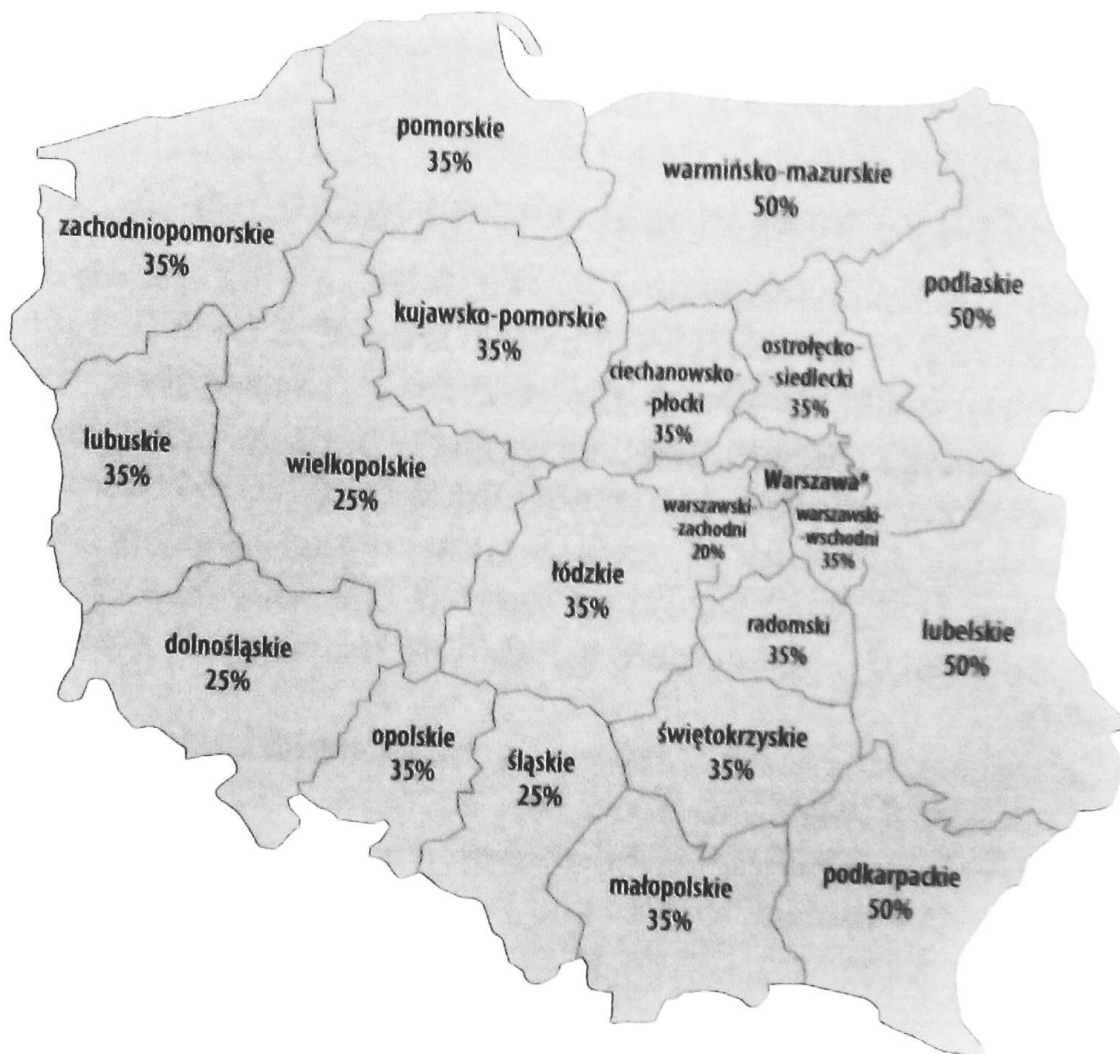 pomorskie
35%
warmińsko-mazurskie
50%
zachodniopomorskie
35%
podlaskie
50%
kujawsko-pomorskie
35%
ostrołęcko-
-siedlecki
35%
ciechanowsko-
-płocki
35%
lubuskie
35%
wielkopolskie
25%
Warszawa*
warszawski-
-zachodni
20%
warszawski-
-wschodni
35%
łódzkie
35%
radomski
35%
lubelskie
50%
dolnośląskie
25%
opolskie
35%
śląskie
25%
świętokrzyskie
35%
małopolskie
35%
podkarpackie
50%